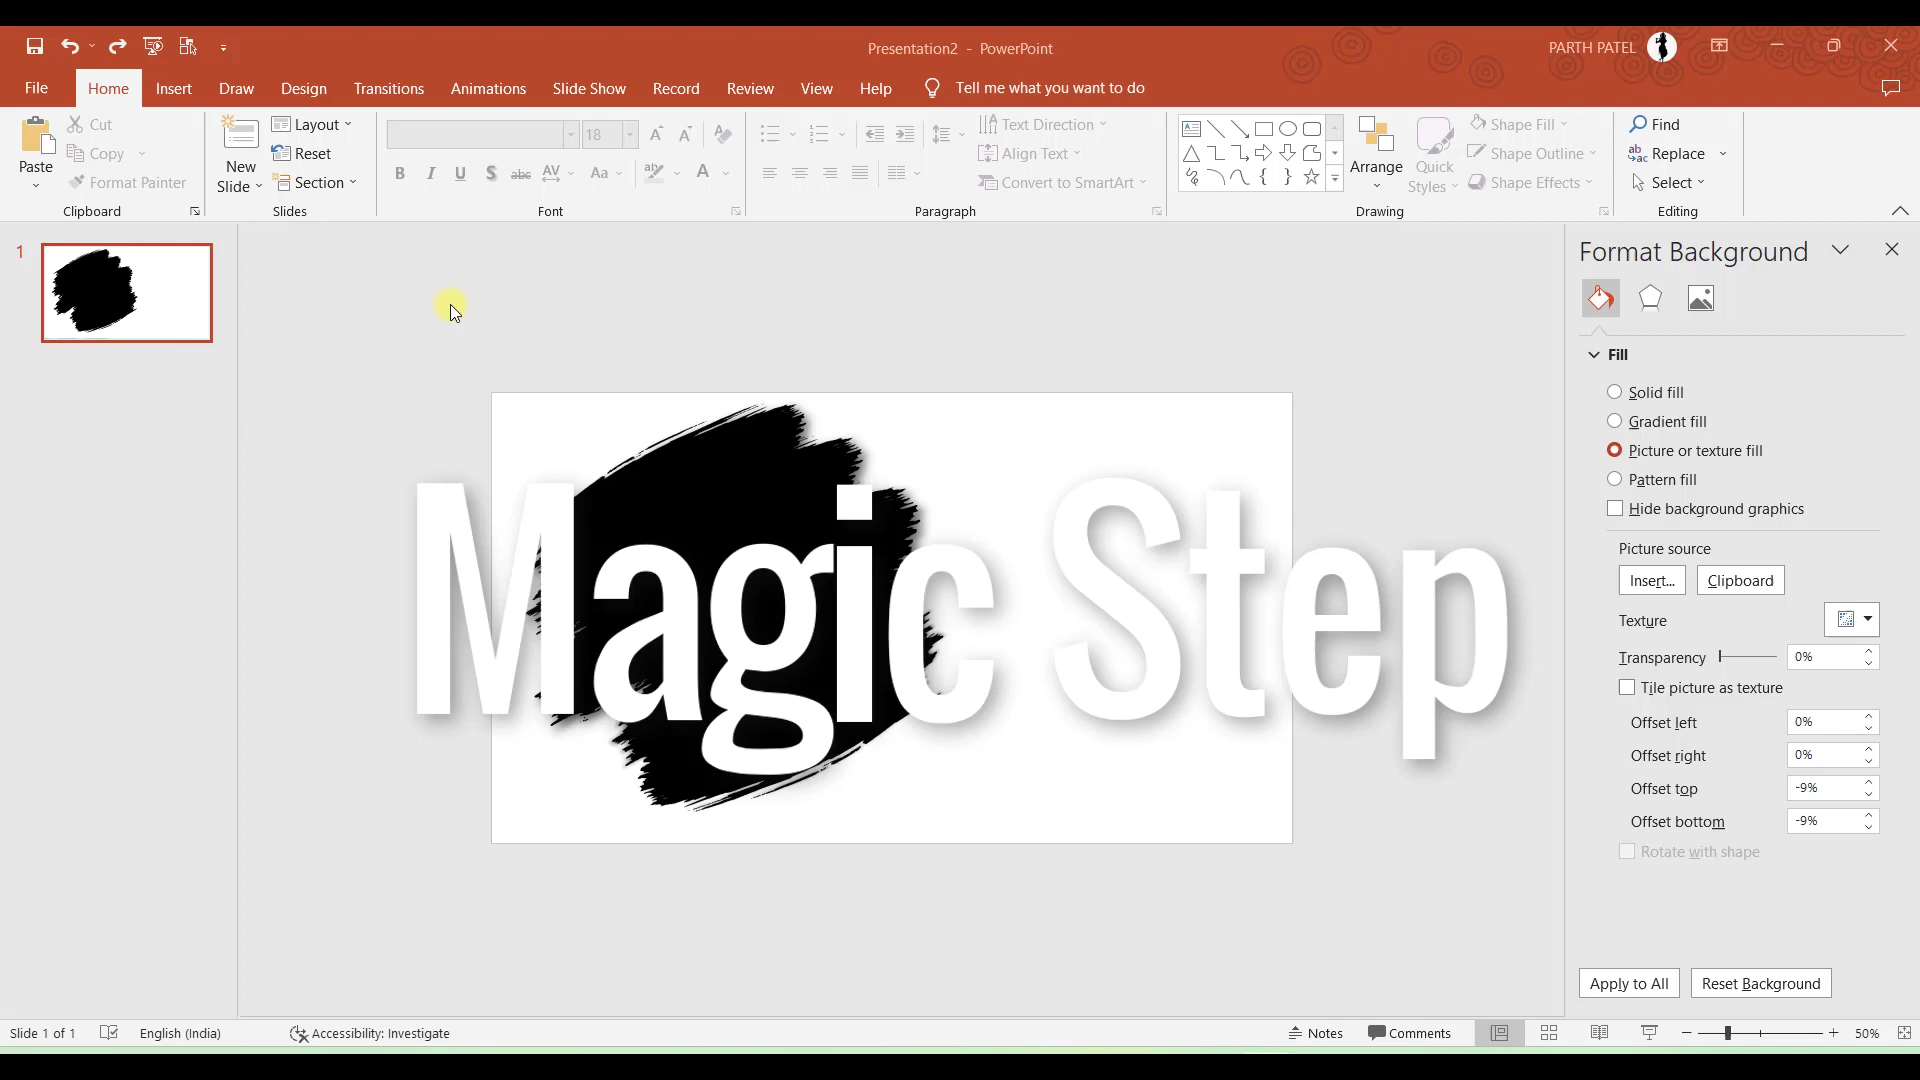 Presentation2 - PowerPoint
PARTH PATEL
File Home Insert Draw Design Transitions Animations Slide Show Record Review View Help Tell me what you want to do
Paste
Cut
Copy
Format Painter
Clipboard
New
Slide
Layout
Reset
Section
Slides
18
B I U S abc AV Aa ab A
Font
Text Direction
Align Text
Convert to SmartArt
Paragraph
Arrange
Quick
Styles
Shape Fill
Shape Outline
Shape Effects
Drawing
Find
Replace
Select
Editing
1
Magic Step
Format Background
Fill
Solid fill
Gradient fill
Picture or texture fill
Pattern fill
Hide background graphics
Picture source
Insert... Clipboard
Texture
Transparency 0%
Tile picture as texture
Offset left 0%
Offset right 0%
Offset top -9%
Offset bottom -9%
Rotate with shape
Apply to All Reset Background
Slide 1 of 1 English (India) Accessibility: Investigate Notes Comments 50%